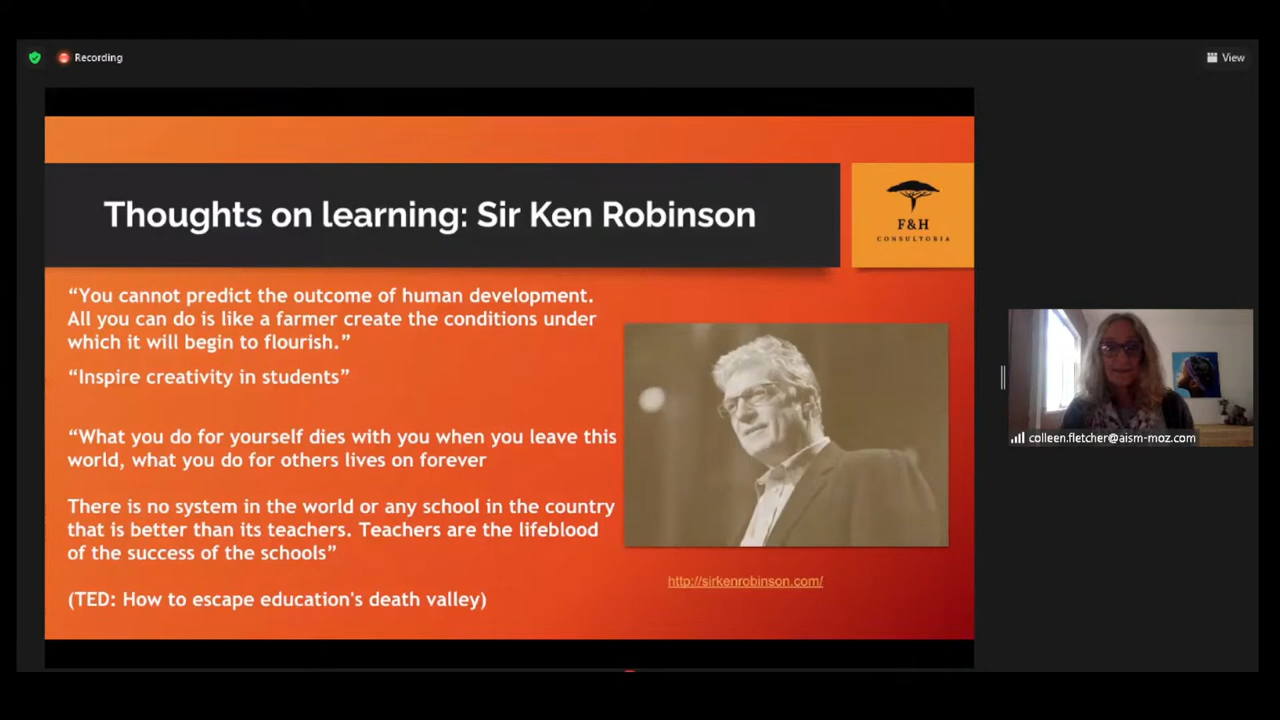 Recording
View
Thoughts on learning: Sir Ken Robinson
F&H
CONSULTORIA
“You cannot predict the outcome of human development.
All you can do is like a farmer create the conditions under
which it will begin to flourish.”
“Inspire creativity in students”
“What you do for yourself dies with you when you leave this
world, what you do for others lives on forever
There is no system in the world or any school in the country
that is better than its teachers. Teachers are the lifeblood
of the success of the schools”
(TED: How to escape education's death valley)
http://sirkenrobinson.com/
colleen.fletcher@aism-moz.com